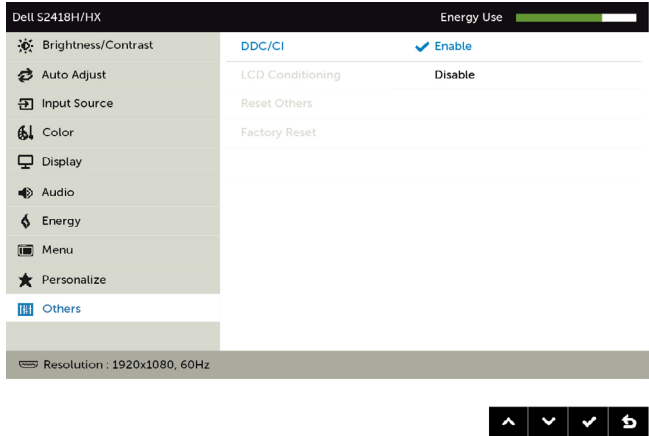 Dell S2418H/HX Energy Use
Brightness/Contrast DDC/CI Enable
Auto Adjust LCD Conditioning Disable
Input Source Reset Others
Color Factory Reset
Display
Audio
Energy
Menu
Personalize
Others
Resolution : 1920x1080, 60Hz